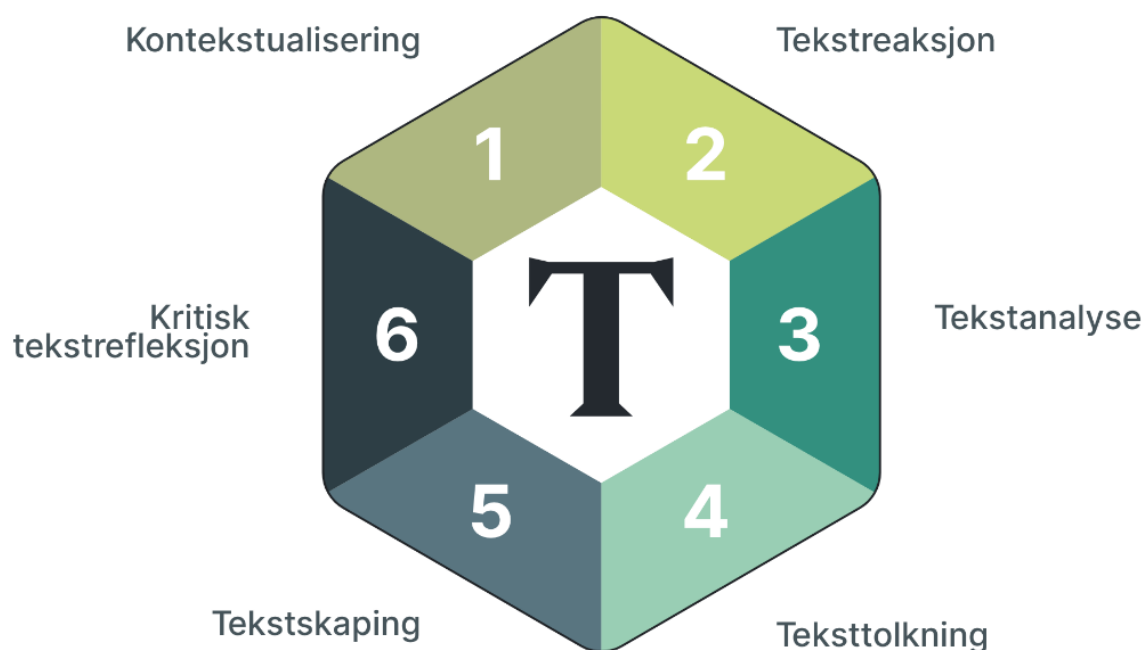 Kontekstualisering
Tekstreaksjon
1
2
T
Kritisk
tekstrefleksjon
6
3
Tekstanalyse
5
4
Tekstskaping
Teksttolkning